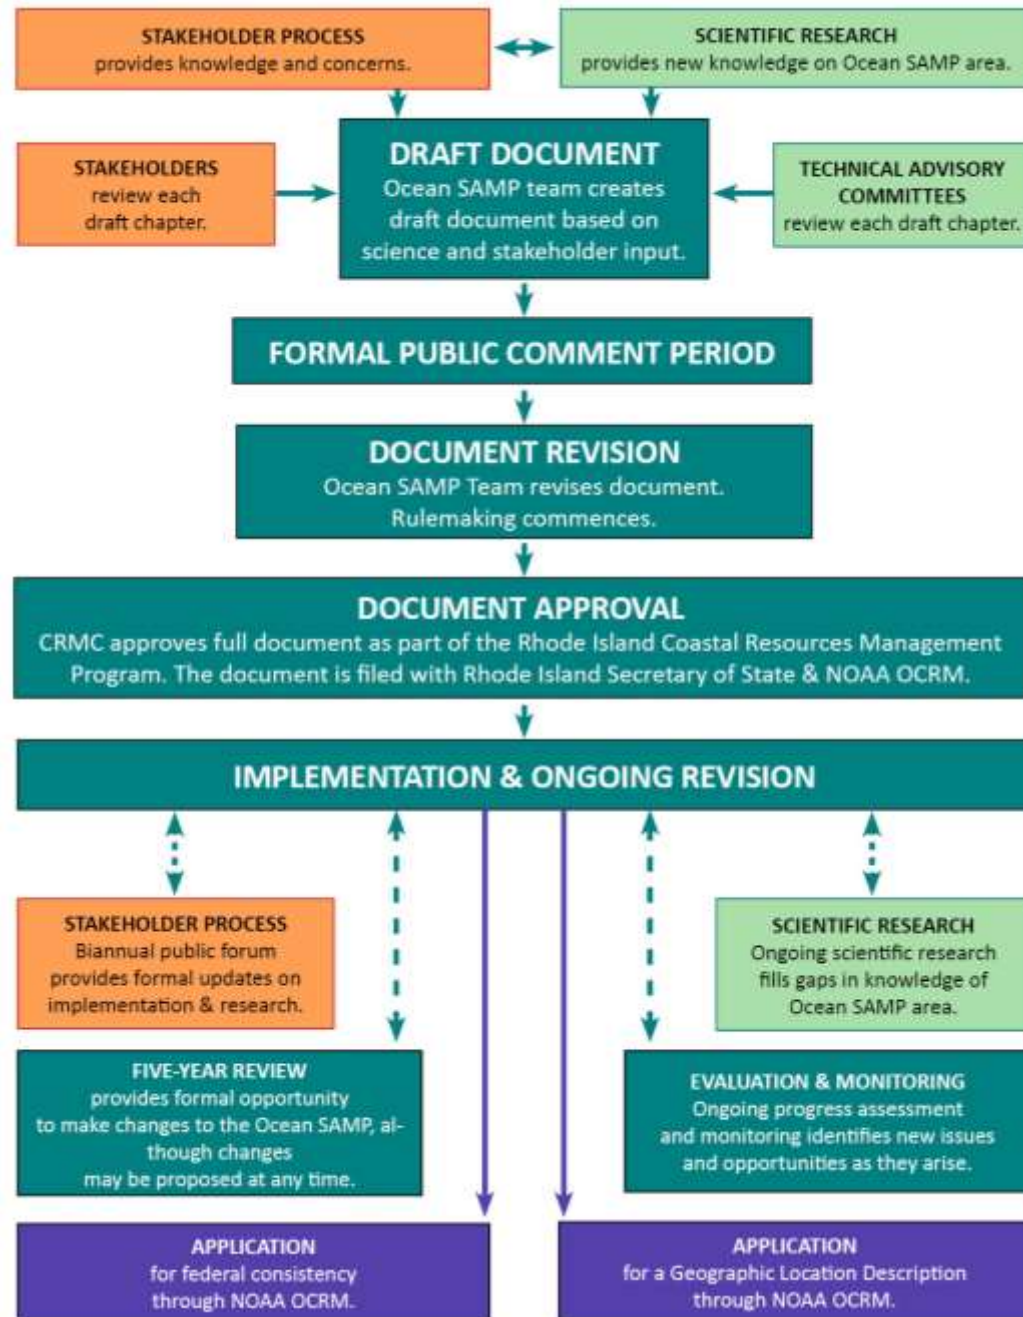 STAKEHOLDER PROCESS
provides knowledge and concerns.
SCIENTIFIC RESEARCH
provides new knowledge on Ocean SAMP area.
STAKEHOLDERS
review each
draft chapter.
DRAFT DOCUMENT
Ocean SAMP team creates
draft document based on
science and stakeholder input.
TECHNICAL ADVISORY
COMMITTEES
review each draft chapter.
FORMAL PUBLIC COMMENT PERIOD
DOCUMENT REVISION
Ocean SAMP Team revises document.
Rulemaking commences.
DOCUMENT APPROVAL
CRMC approves full document as part of the Rhode Island Coastal Resources Management
Program. The document is filed with Rhode Island Secretary of State & NOAA OCRM.
IMPLEMENTATION & ONGOING REVISION
STAKEHOLDER PROCESS
Biannual public forum
provides formal updates on
implementation & research.
SCIENTIFIC RESEARCH
Ongoing scientific research
fills gaps in knowledge of
Ocean SAMP area.
FIVE-YEAR REVIEW
provides formal opportunity
to make changes to the Ocean SAMP, al-
though changes
may be proposed at any time.
EVALUATION & MONITORING
Ongoing progress assessment
and monitoring identifies new issues
and opportunities as they arise.
APPLICATION
for federal consistency
through NOAA OCRM.
APPLICATION
for a Geographic Location Description
through NOAA OCRM.